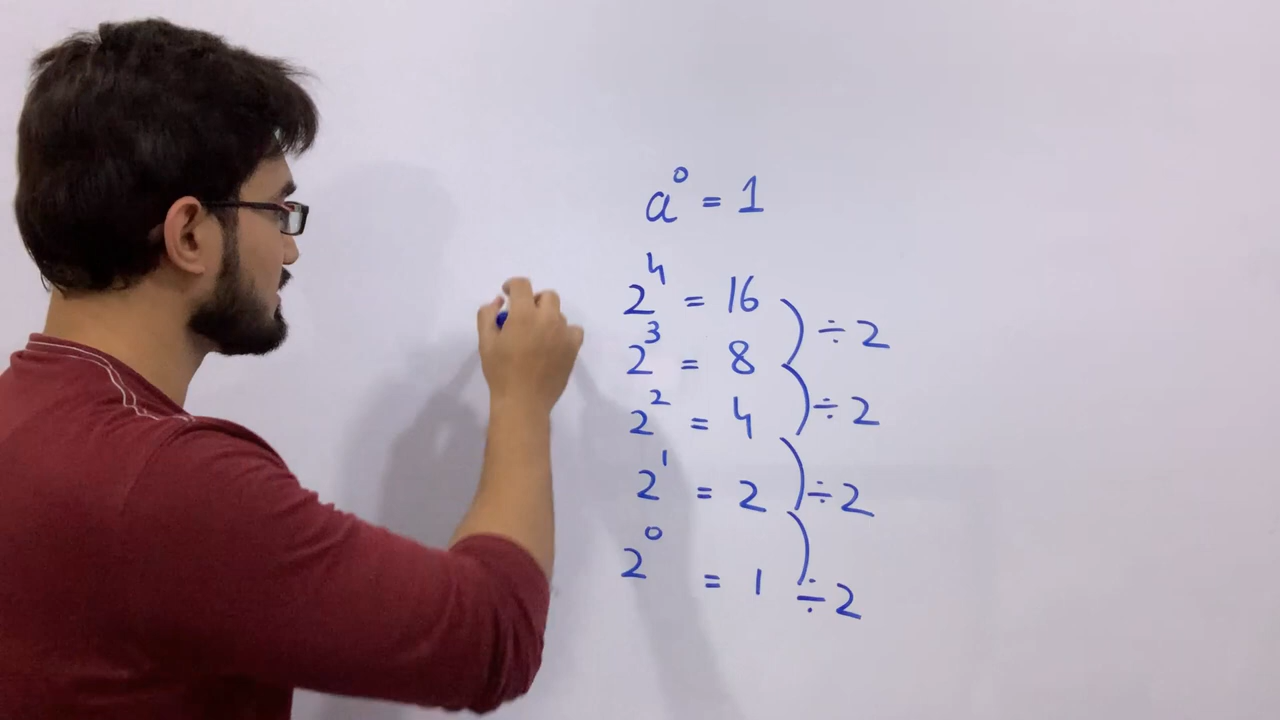 a⁰ = 1
2⁴ = 16
÷2
2³ = 8
÷2
2² = 4
÷2
2¹ = 2
÷2
2⁰ = 1